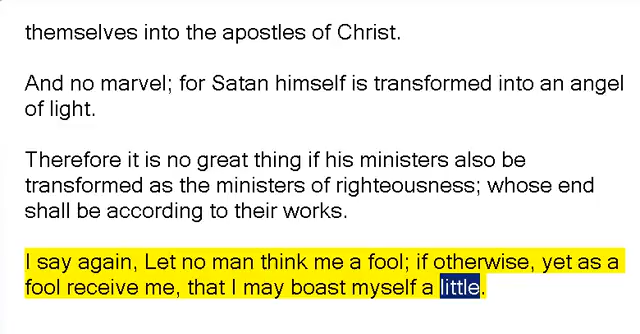 themselves into the apostles of Christ.
And no marvel; for Satan himself is transformed into an angel
of light.
Therefore it is no great thing if his ministers also be
transformed as the ministers of righteousness; whose end
shall be according to their works.
I say again, Let no man think me a fool; if otherwise, yet as a
fool receive me, that I may boast myself a little.